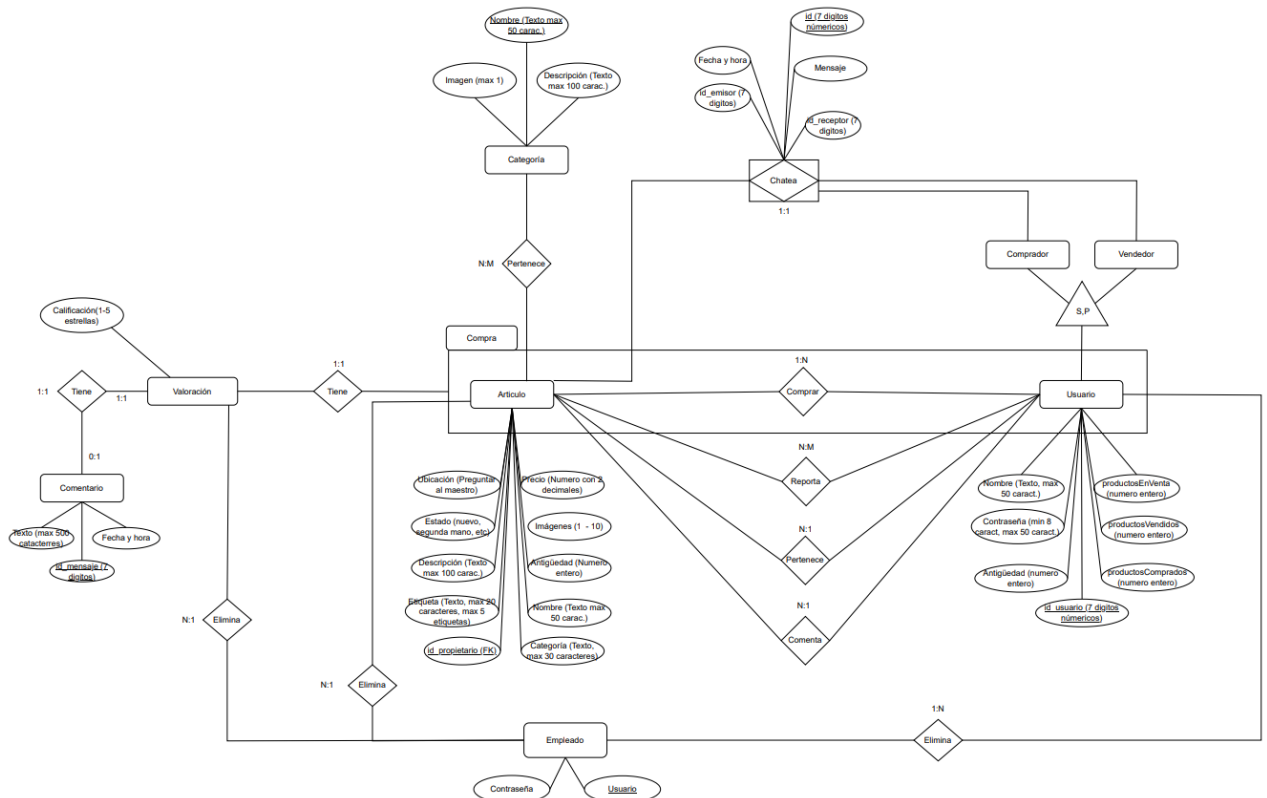 Nombre (Texto max
50 carac.)
id (7 digitos
númericos)
Fecha y hora
Mensaje
Imagen (max 1)
Descripción (Texto
max 100 carac.)
id_emisor (7
digitos)
id_receptor (7
digitos)
Categoría
Chatea
1:1
Comprador
Vendedor
N:M
Pertenece
S,P
Calificación(1-5
estrellas)
Compra
1:1
1:N
1:1
Tiene
1:1
Valoración
Tiene
Articulo
Comprar
Usuario
N:M
0:1
Reporta
Comentario
Ubicación (Preguntar
al maestro)
Precio (Numero con 2
decimales)
Nombre (Texto, max
50 caract.)
productosEnVenta
(numero entero)
Texto (max 500
catacterres)
Fecha y hora
id_mensaje (7
digitos)
Estado (nuevo,
segunda mano, etc)
Imágenes (1 - 10)
N:1
Contraseña (min 8
caract, max 50 caract.)
productosVendidos
(numero entero)
Descripción (Texto
max 100 carac.)
Antigüedad (Numero
entero)
Pertenece
Antigüedad (numero
entero)
productosComprados
(numero entero)
Etiqueta (Texto, max 20
caracteres, max 5
etiquetas)
Nombre (Texto max
50 carac.)
N:1
id_usuario (7 digitos
númericos)
N:1
Elimina
id_propietario (FK)
Categoría (Texto,
max 30 caracteres)
Comenta
N:1
Elimina
1:N
Empleado
Elimina
Contraseña
Usuario